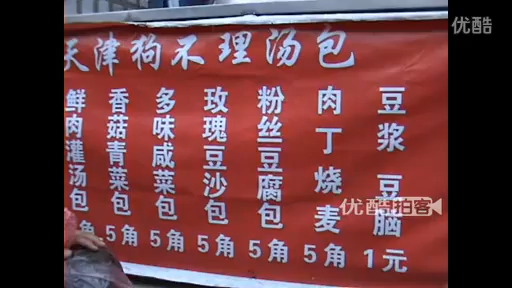 优酷
天津狗不理汤包
鲜肉灌汤包 角
香菇青菜包 5角
多味咸菜包 5角
玫瑰豆沙包 5角
粉丝豆腐包 5角
肉丁烧麦 5角
豆浆 豆脑 1元
优酷拍客